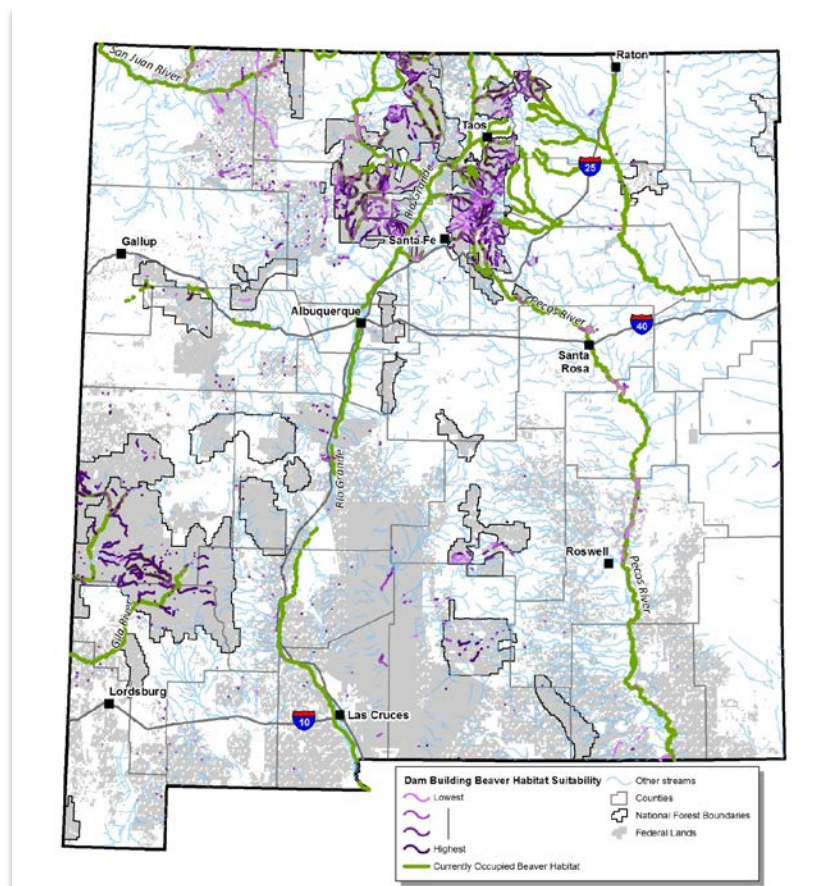 San Juan River
Raton
Taos
25
Rio Grande
Gallup
Santa Fe
Albuquerque
Pecos River
40
Santa
Rosa
Rio Grande
Roswell
Pecos River
Gila River
Lordsburg
10
Las Cruces
Dam Building Beaver Habitat Suitability
Lowest
Highest
Currently Occupied Beaver Habitat
Other streams
Counties
National Forest Boundaries
Federal Lands